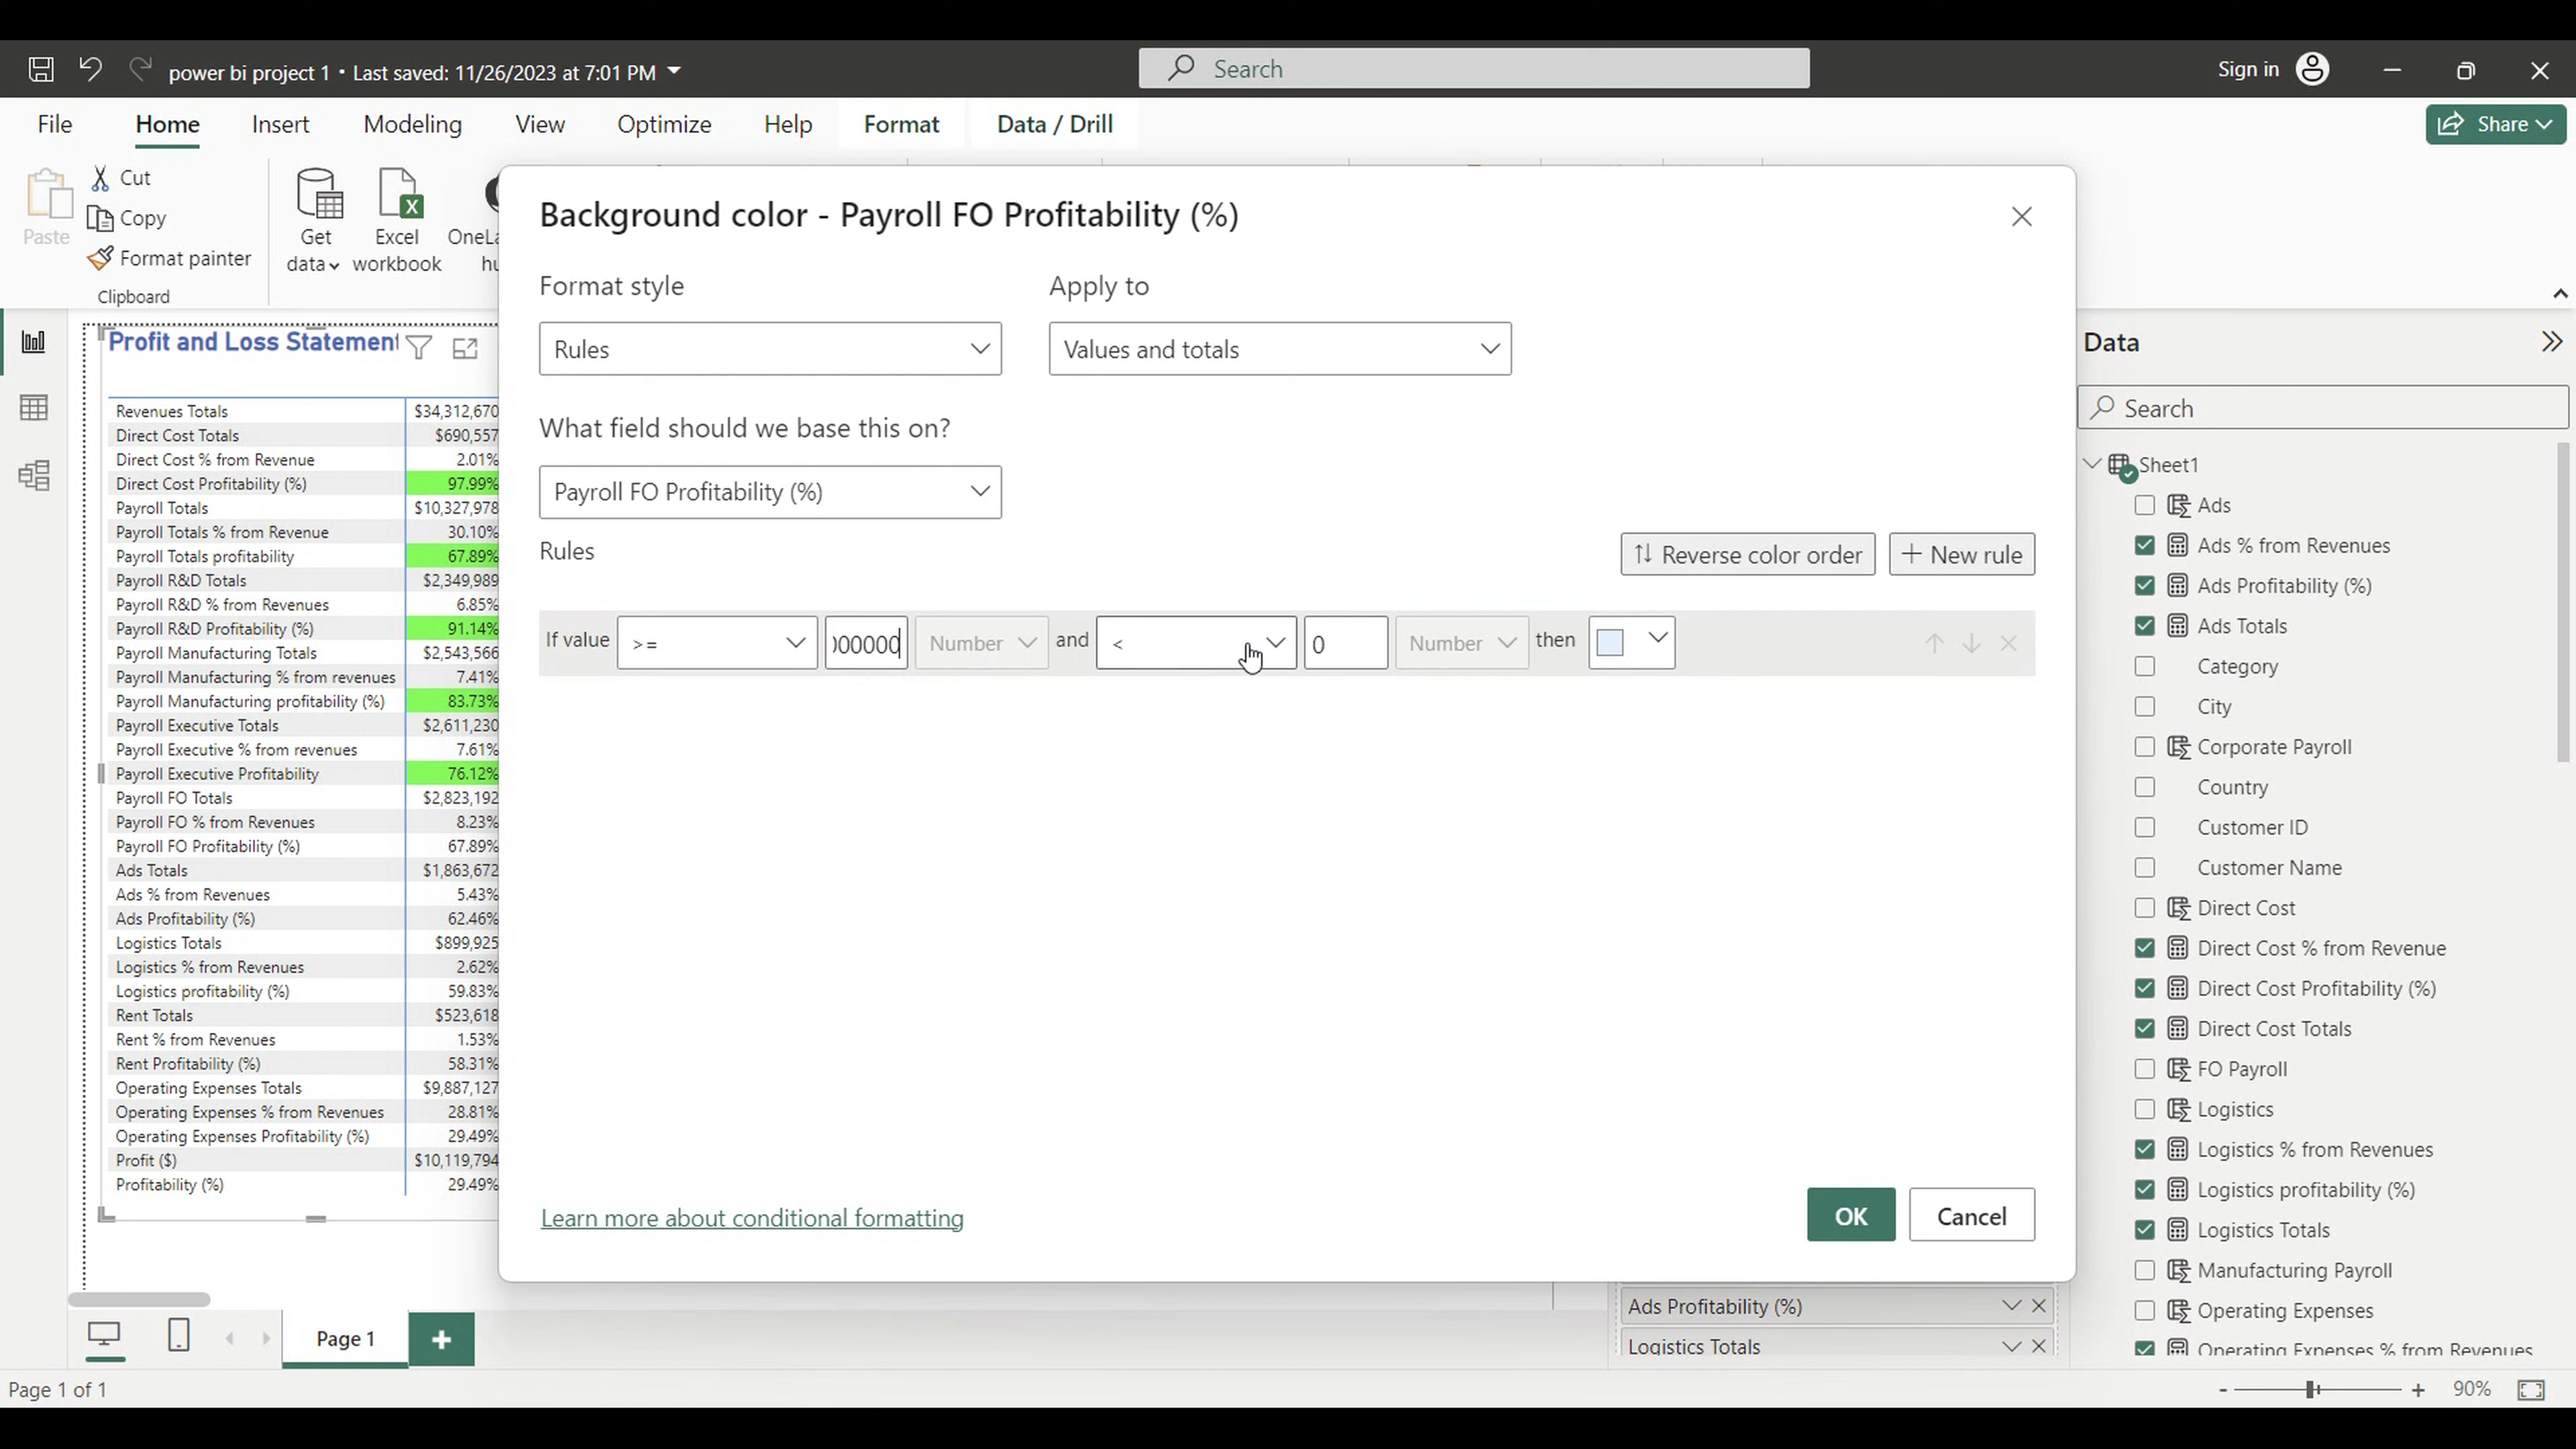 power bi project 1 • Last saved: 11/26/2023 at 7:01 PM
Search
Sign in
File Home Insert Modeling View Optimize Help Format Data / Drill
Share
Paste
Cut
Copy
Format painter
Clipboard
Get data
Excel workbook
Background color - Payroll FO Profitability (%)
Format style
Rules
Apply to
Values and totals
What field should we base this on?
Payroll FO Profitability (%)
Rules
Reverse color order
New rule
If value >= 000000 Number and < 0 Number then
Learn more about conditional formatting
OK
Cancel
Profit and Loss Statement
Revenues Totals $34,312,670
Direct Cost Totals $690,557
Direct Cost % from Revenue 2.01%
Direct Cost Profitability (%) 97.99%
Payroll Totals $10,327,978
Payroll Totals % from Revenue 30.10%
Payroll Totals profitability 67.89%
Payroll R&D Totals $2,349,989
Payroll R&D % from Revenues 6.85%
Payroll R&D Profitability (%) 91.14%
Payroll Manufacturing Totals $2,543,566
Payroll Manufacturing % from revenues 7.41%
Payroll Manufacturing profitability (%) 83.73%
Payroll Executive Totals $2,611,230
Payroll Executive % from revenues 7.61%
Payroll Executive Profitability 76.12%
Payroll FO Totals $2,823,192
Payroll FO % from Revenues 8.23%
Payroll FO Profitability (%) 67.89%
Ads Totals $1,863,672
Ads % from Revenues 5.43%
Ads Profitability (%) 62.46%
Logistics Totals $899,925
Logistics % from Revenues 2.62%
Logistics profitability (%) 59.83%
Rent Totals $523,618
Rent % from Revenues 1.53%
Rent Profitability (%) 58.31%
Operating Expenses Totals $9,887,127
Operating Expenses % from Revenues 28.81%
Operating Expenses Profitability (%) 29.49%
Profit ($) $10,119,794
Profitability (%) 29.49%
Data
Search
Sheet1
Ads
Ads % from Revenues
Ads Profitability (%)
Ads Totals
Category
City
Corporate Payroll
Country
Customer ID
Customer Name
Direct Cost
Direct Cost % from Revenue
Direct Cost Profitability (%)
Direct Cost Totals
FO Payroll
Logistics
Logistics % from Revenues
Logistics profitability (%)
Logistics Totals
Manufacturing Payroll
Operating Expenses
Operating Expenses % from Revenues
Ads Profitability (%)
Logistics Totals
Page 1
Page 1 of 1
90%